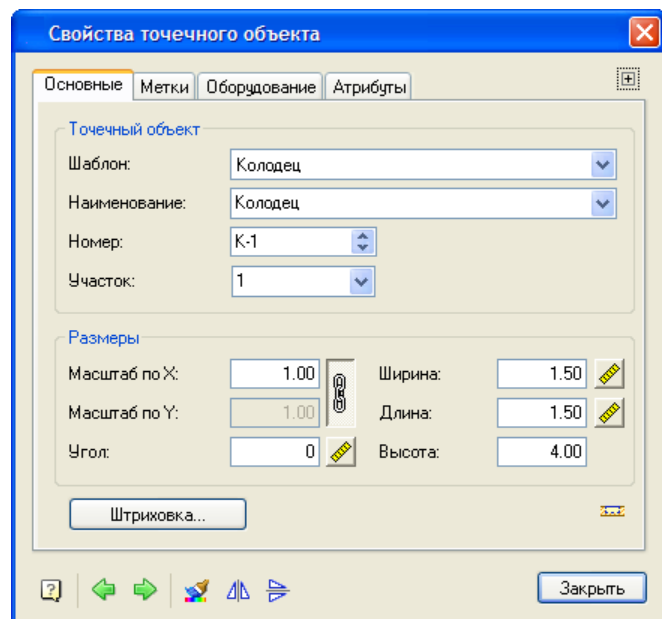 Свойства точечного объекта
Основные Метки Оборудование Атрибуты
Точечный объект
Шаблон: Колодец
Наименование: Колодец
Номер: К-1
Участок: 1
Размеры
Масштаб по X: 1.00 Ширина: 1.50
Масштаб по Y: 1.00 Длина: 1.50
Угол: 0 Высота: 4.00
Штриховка...
Закрыть